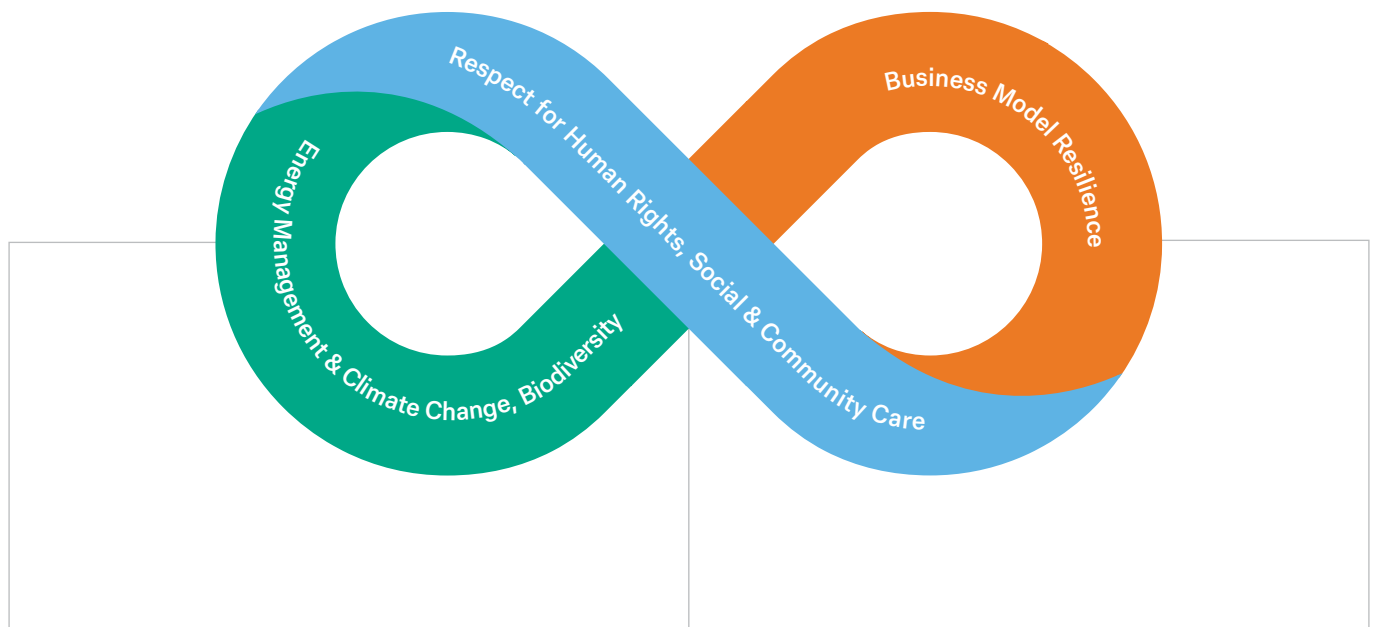 Energy Management & Climate Change, Biodiversity
Respect for Human Rights, Social & Community Care
Business Model Resilience